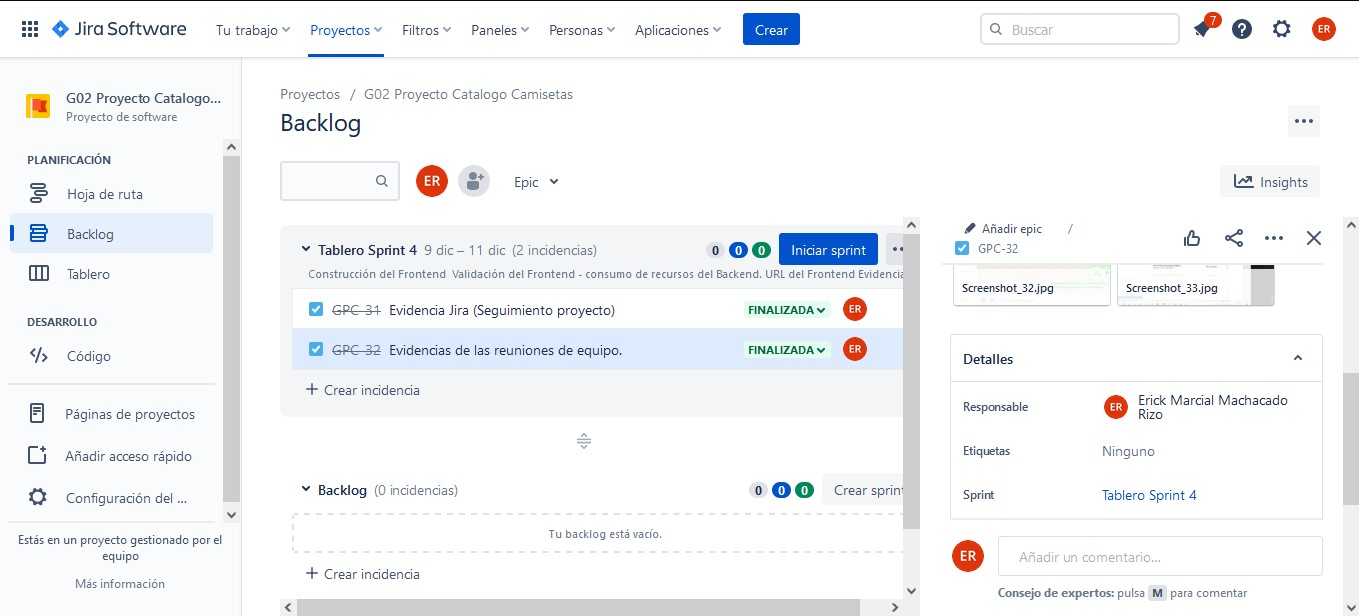 Jira Software
Tu trabajo
Proyectos
Filtros
Paneles
Personas
Aplicaciones
Crear
Buscar
7
ER
G02 Proyecto Catalogo...
Proyecto de software
PLANIFICACIÓN
Hoja de ruta
Backlog
Tablero
DESARROLLO
Código
Páginas de proyectos
Añadir acceso rápido
Configuración del ...
Estás en un proyecto gestionado por el
equipo
Más información
Proyectos / G02 Proyecto Catalogo Camisetas
Backlog
ER
Epic
Insights
Tablero Sprint 4 9 dic – 11 dic (2 incidencias)
0 0 0
Iniciar sprint
Construcción del Frontend Validación del Frontend - consumo de recursos del Backend. URL del Frontend Evidencia
GPC-31 Evidencia Jira (Seguimiento proyecto) FINALIZADA ER
GPC-32 Evidencias de las reuniones de equipo. FINALIZADA ER
+ Crear incidencia
Backlog (0 incidencias)
0 0 0
Crear sprint
Tu backlog está vacío.
+ Crear incidencia
Añadir epic /
GPC-32
Screenshot_32.jpg
Screenshot_33.jpg
Detalles
Responsable
ER
Erick Marcial Machacado
Rizo
Etiquetas
Ninguno
Sprint
Tablero Sprint 4
ER
Añadir un comentario...
Consejo de expertos: pulsa M para comentar